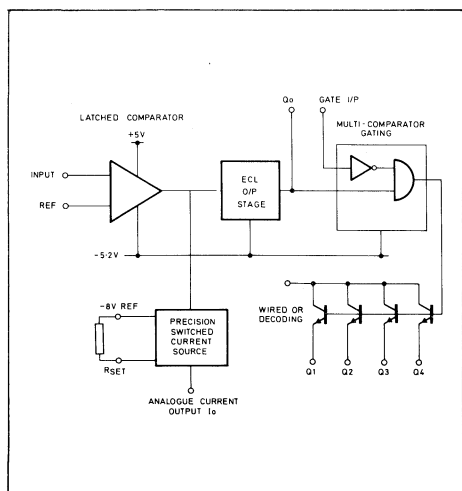 Qo
GATE I/P
LATCHED COMPARATOR
MULTI-COMPARATOR
GATING
+5V
INPUT
REF
ECL
O/P
STAGE
-5·2V
-8V REF
RSET
PRECISION
SWITCHED
CURRENT
SOURCE
WIRED OR
DECODING
Q1
Q2
Q3
Q4
ANALOGUE CURRENT
OUTPUT Io